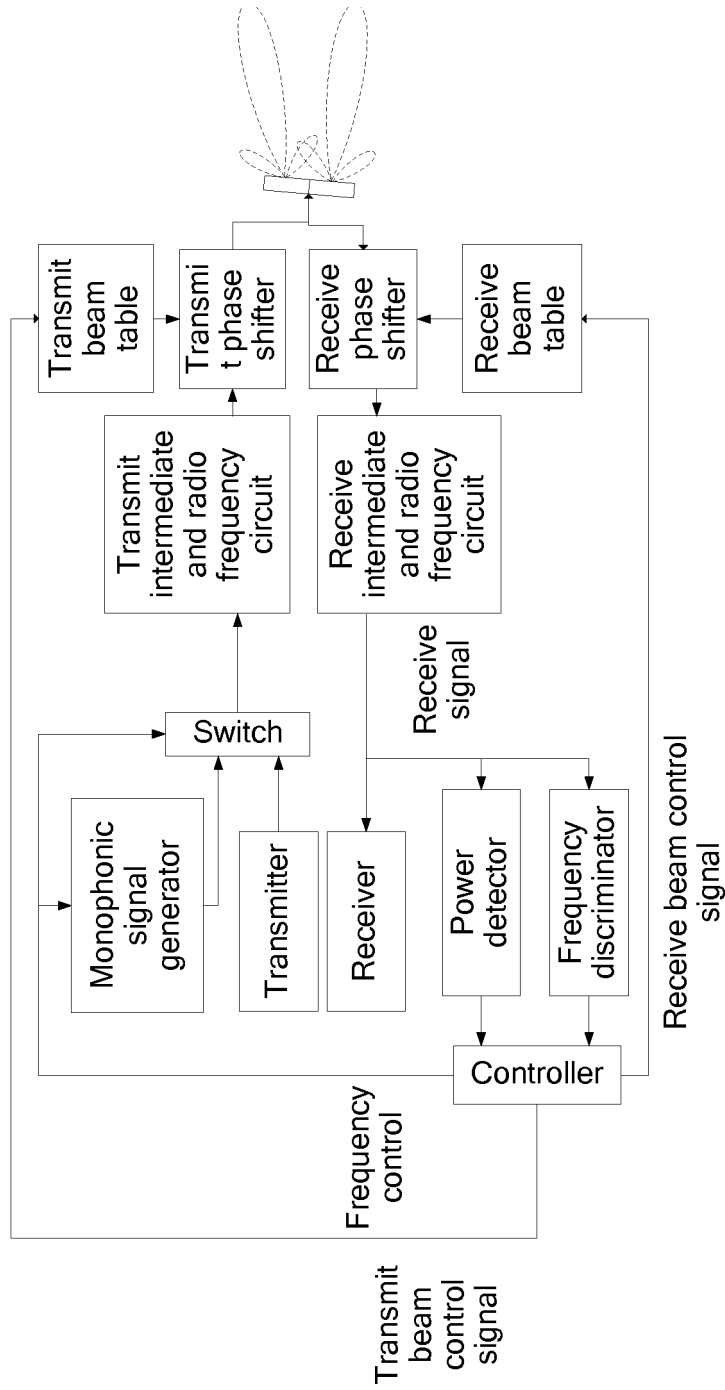 Transmit
beam
table
Transmi
t phase
shifter
Receive
phase
shifter
Receive
beam
table
Transmit
intermediate
and radio
frequency
circuit
Receive
intermediate
and radio
frequency
circuit
Switch
Receive
signal
Monophonic
signal
generator
Transmitter
Receiver
Power
detector
Frequency
discriminator
Receive beam control
signal
Controller
Frequency
control
Transmit
beam
control
signal